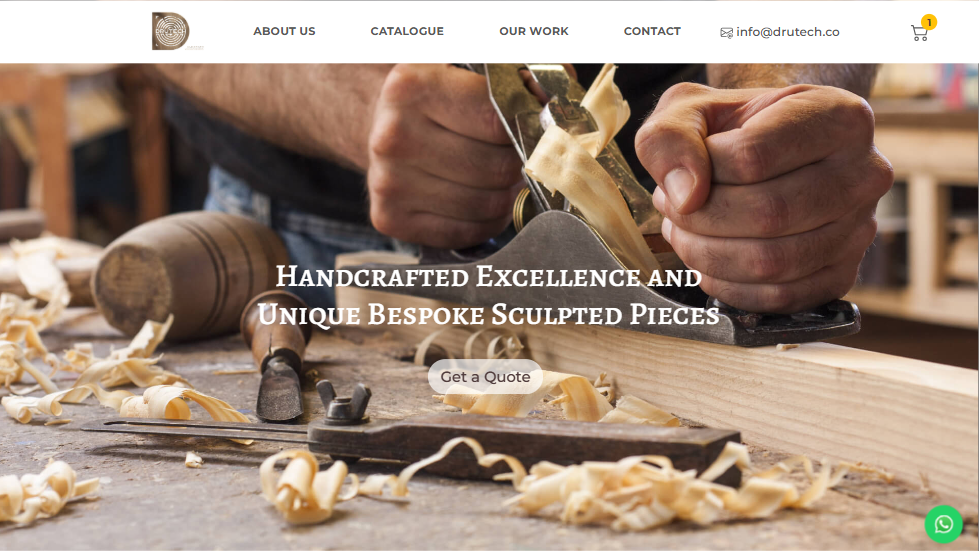 DRUTECH
ABOUT US
CATALOGUE
OUR WORK
CONTACT
info@drutech.co
1
Handcrafted Excellence and
Unique Bespoke Sculpted Pieces
Get a Quote